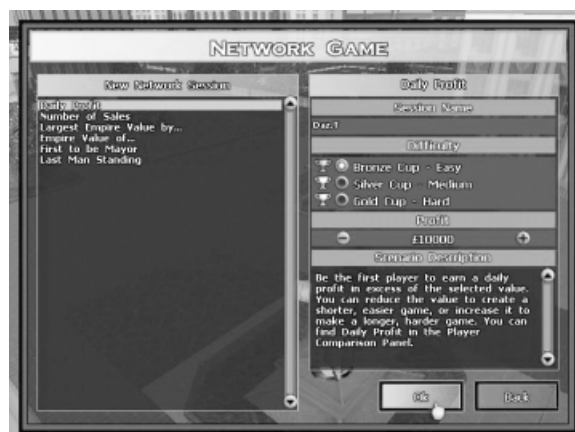 NETWORK GAME
New Network Session
Daily Profit
Number of Sales
Largest Empire Value by...
Empire Value of...
First to be Mayor
Last Man Standing
Daily Profit
Session Name
Daz.1
Difficulty
Bronze Cup - Easy
Silver Cup - Medium
Gold Cup - Hard
Profit
£10000
Scenario Description
Be the first player to earn a daily
profit in excess of the selected value.
You can reduce the value to create a
shorter, easier game, or increase it to
make a longer, harder game. You can
find Daily Profit in the Player
Comparison Panel.
Ok
Back